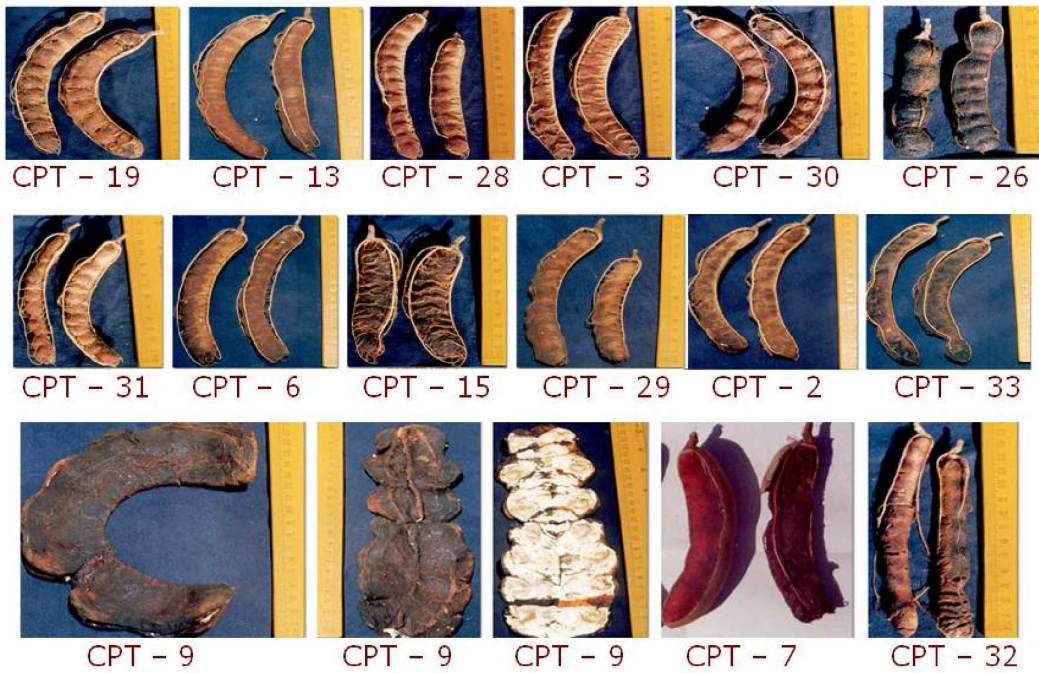 CPT – 19 CPT – 13 CPT – 28 CPT – 3 CPT – 30 CPT – 26
CPT – 31 CPT – 6 CPT – 15 CPT – 29 CPT – 2 CPT – 33
CPT – 9 CPT – 9 CPT – 9 CPT – 7 CPT – 32